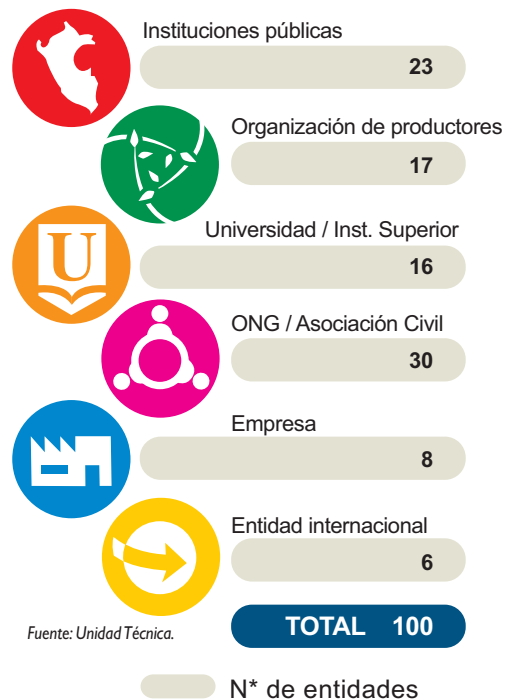 Instituciones públicas
23
Organización de productores
17
Universidad / Inst. Superior
U
16
ONG / Asociación Civil
30
Empresa
8
Entidad internacional
6
TOTAL 100
Fuente: Unidad Técnica.
N* de entidades